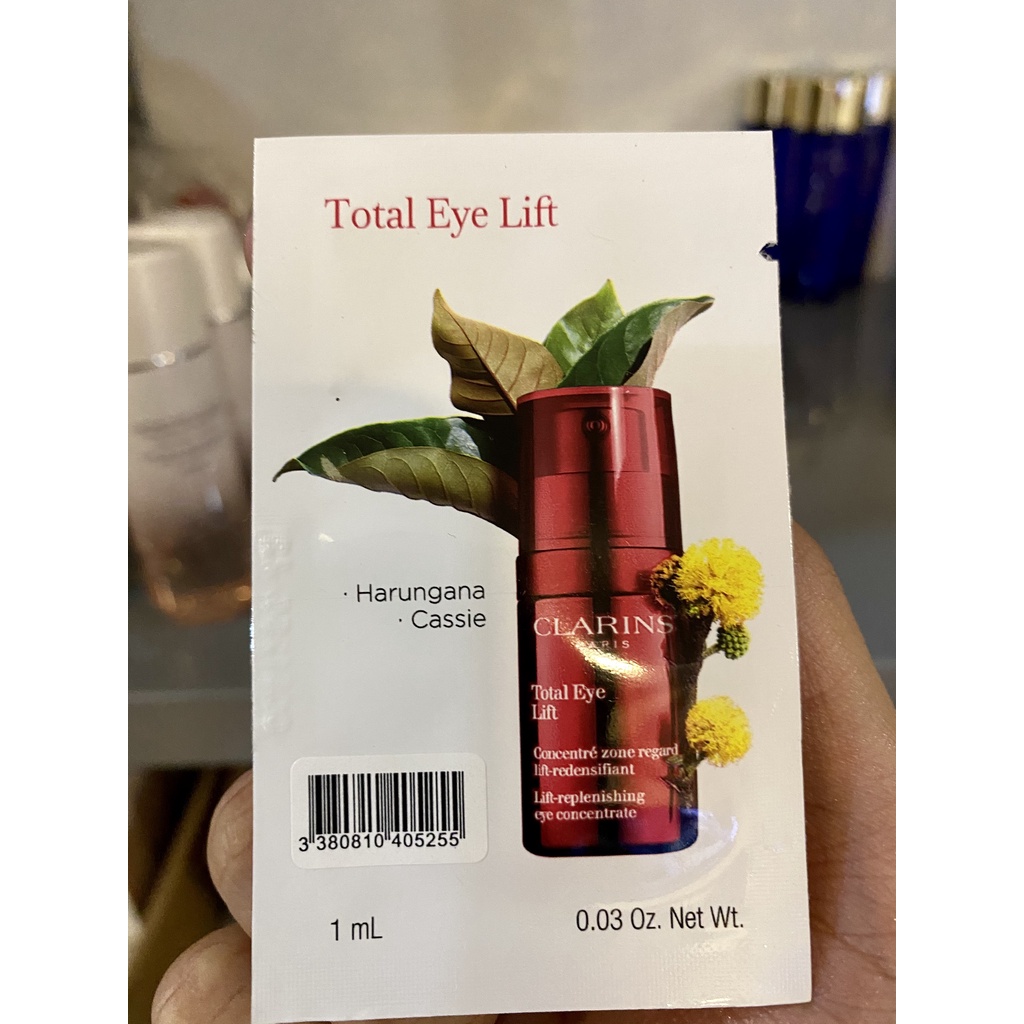 Total Eye Lift
· Harungana
· Cassie
CLARINS
PARIS
Total Eye
Lift
Concentré zone regard
lift-redensifiant
Lift-replenishing
eye concentrate
3 380810 405255
1 mL
0.03 Oz. Net Wt.